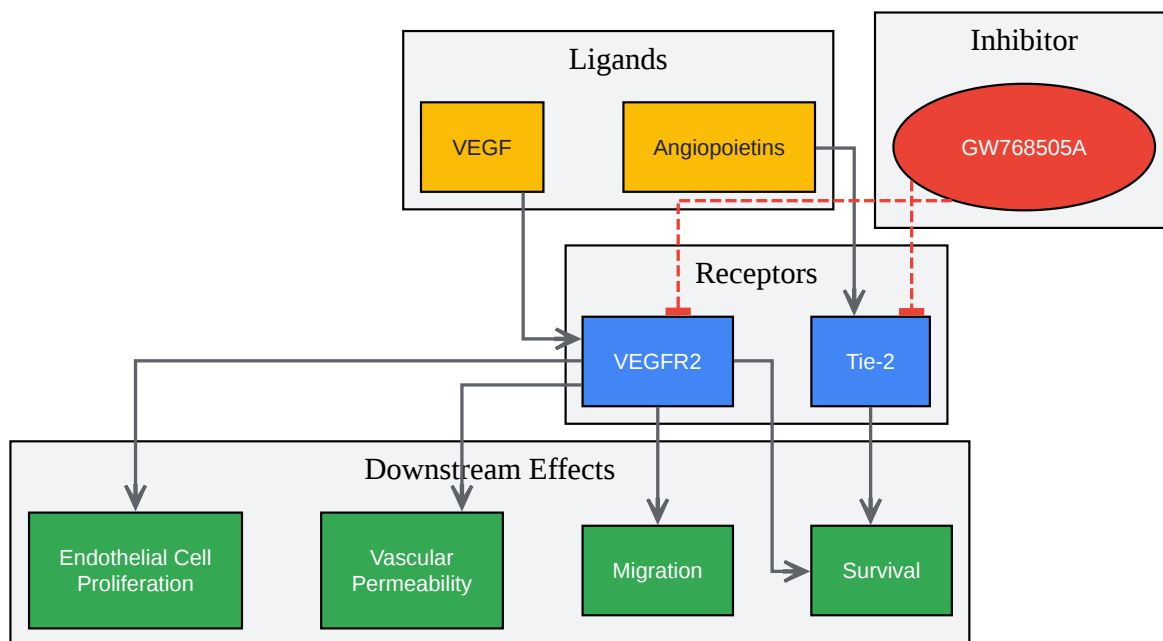 Inhibitor
Ligands
VEGF
Angiopoietins
GW768505A
Receptors
VEGFR2
Tie-2
Downstream Effects
Endothelial Cell
Proliferation
Vascular
Permeability
Migration
Survival